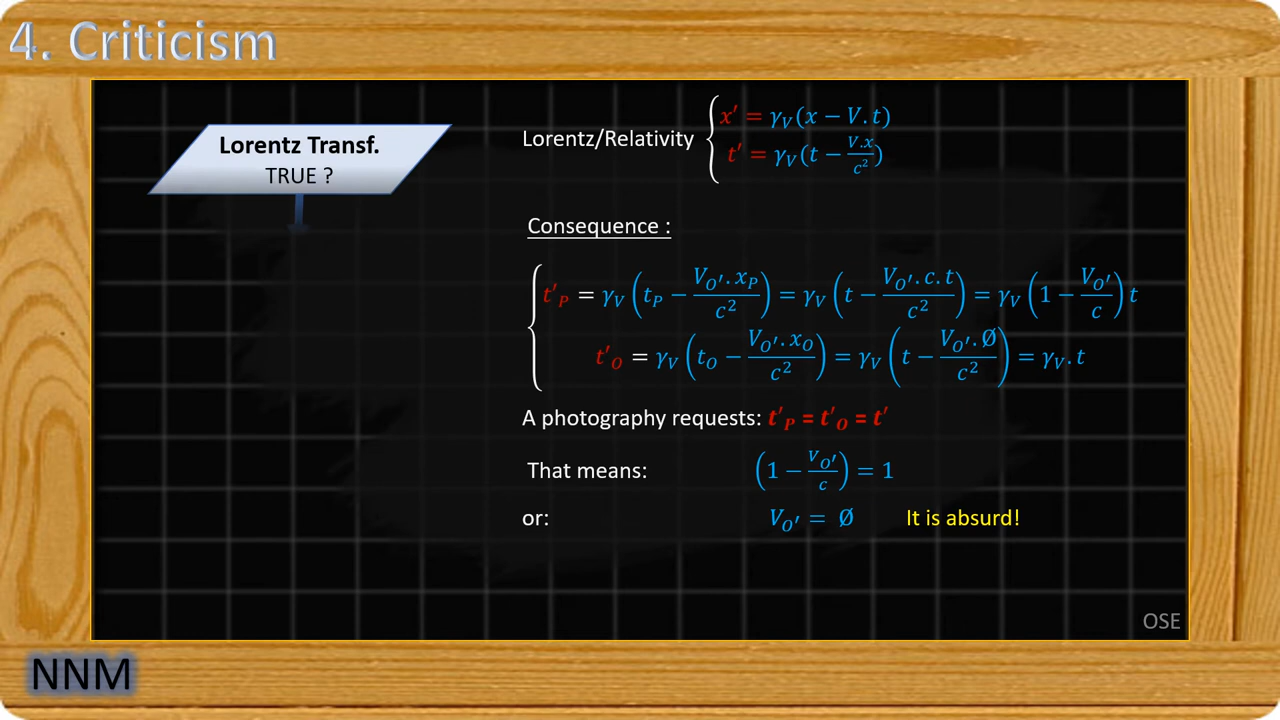 4. Criticism
Lorentz Transf.
TRUE ?
Lorentz/Relativity { x′ = γ_V(x − V.t)
t′ = γ_V(t − V.x/c²)
Consequence :
t′_P = γ_V(t_P − V_O′.x_P/c²) = γ_V(t − V_O′.c.t/c²) = γ_V(1 − V_O′/c)t
t′_O = γ_V(t_O − V_O′.x_O/c²) = γ_V(t − V_O′.Ø/c²) = γ_V.t
A photography requests: t′_P = t′_O = t′
That means: (1 − V_O′/c) = 1
or: V_O′ = Ø It is absurd!
OSE
NNM